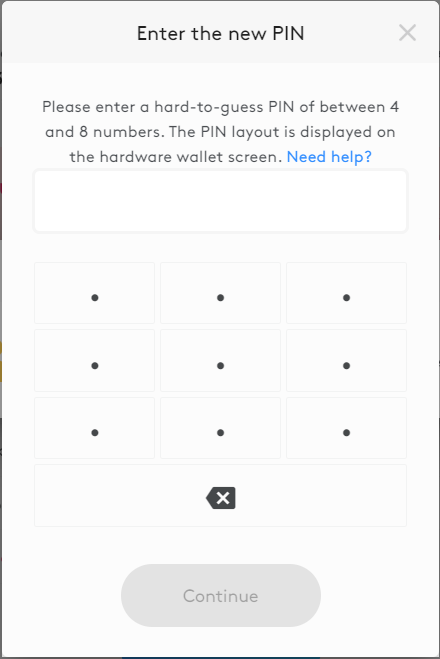 Enter the new PIN
Please enter a hard-to-guess PIN of between 4
and 8 numbers. The PIN layout is displayed on
the hardware wallet screen. Need help?
Continue